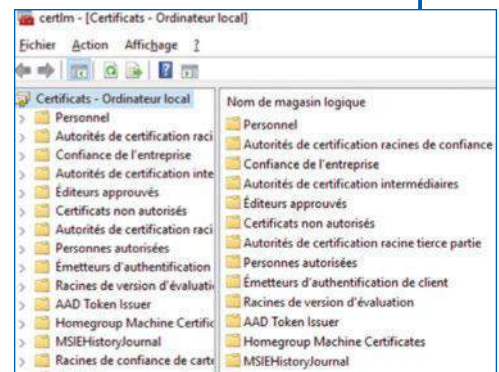 certlm - [Certificats - Ordinateur local]
Fichier Action Affichage ?
Certificats - Ordinateur local
Personnel
Autorités de certification raci
Confiance de l'entreprise
Autorités de certification inte
Éditeurs approuvés
Certificats non autorisés
Autorités de certification raci
Personnes autorisées
Émetteurs d'authentification
Racines de version d'évaluati
AAD Token Issuer
Homegroup Machine Certific
MSIEHistoryJournal
Racines de confiance de carte
Nom de magasin logique
Personnel
Autorités de certification racines de confiance
Confiance de l'entreprise
Autorités de certification intermédiaires
Éditeurs approuvés
Certificats non autorisés
Autorités de certification racine tierce partie
Personnes autorisées
Émetteurs d'authentification de client
Racines de version d'évaluation
AAD Token Issuer
Homegroup Machine Certificates
MSIEHistoryJournal